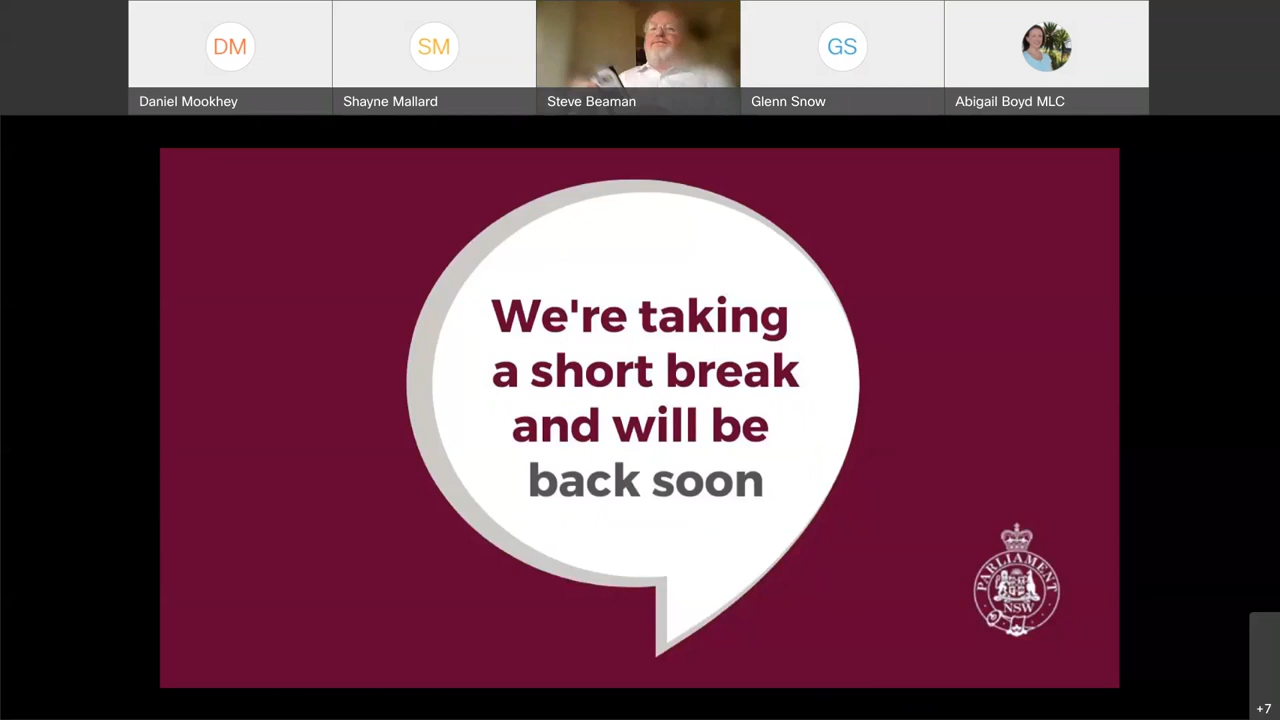 DM
SM
GS
Daniel Mookhey
Shayne Mallard
Steve Beaman
Glenn Snow
Abigail Boyd MLC
We're taking
a short break
and will be
back soon
PARLIAMENT
NSW
+7